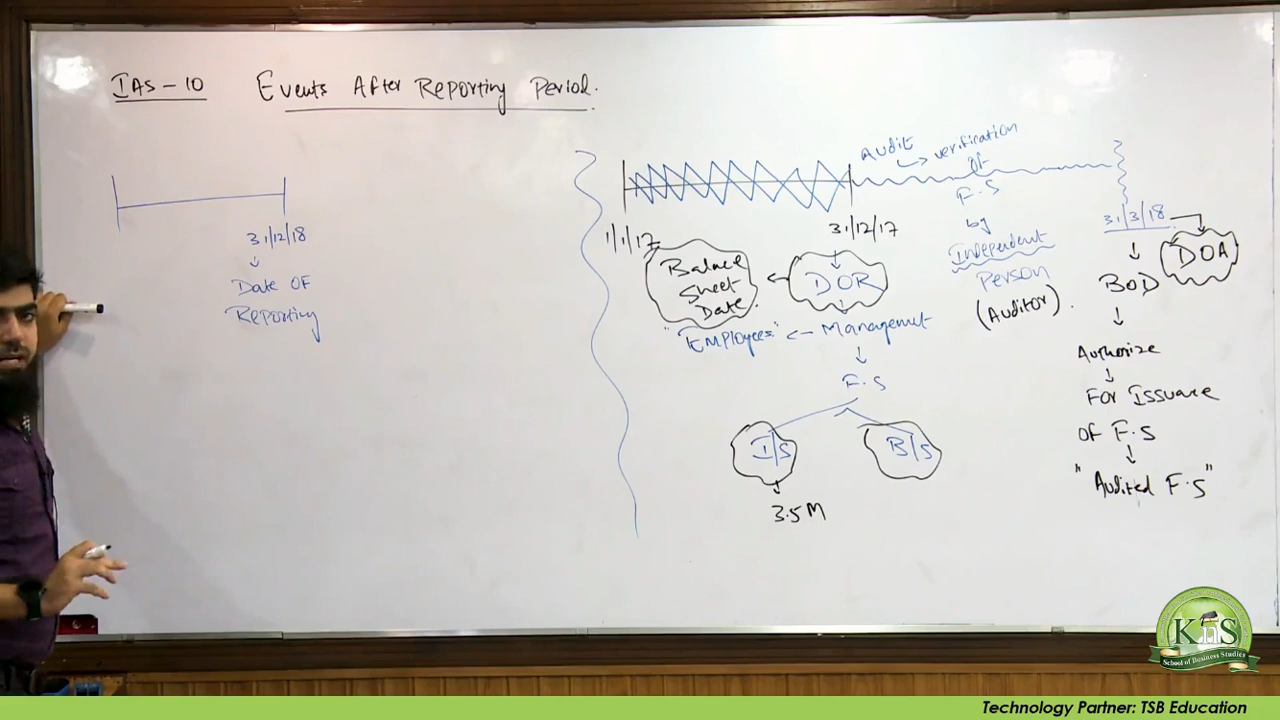 IAS-10 Events After Reporting Period.
31/12/18
Date OF
Reporting
Audit
verification
of
F.S
by
Independent
Person
(Auditor).
1/1/17
31/12/17
31/3/18
DOA
Balance
Sheet
Date.
DOR
"Employees" Management
F.S
I/S
B/S
3.5M
BOD
Authorize
For Issuance
of F.S
"Audited F.S"
KnS
School of Business Studies
Technology Partner: TSB Education